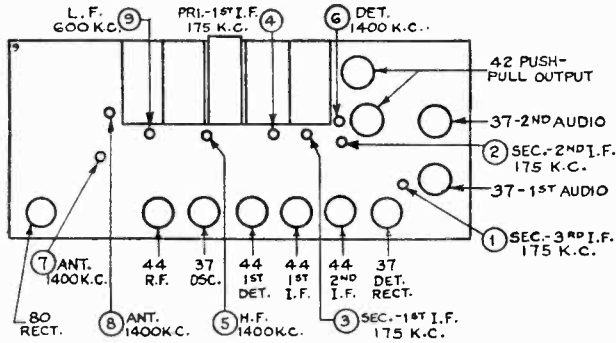 L.F. ⑨
600 K.C.
PRI.-1ST I.F. ④
175 K.C.
⑥ DET.
1400 K.C.
9
42 PUSH-
PULL OUTPUT
37-2ND AUDIO
② SEC.-2ND I.F.
175 K.C.
37-1ST AUDIO
① SEC.-3RD I.F.
175 K.C.
⑦ ANT.
1400K.C.
80
RECT.
⑧ ANT.
1400K.C.
44
R.F.
37
OSC.
44
1ST
DET.
44
1ST
I.F.
44
2ND
I.F.
37
DET.
RECT.
⑤ H.F.
1400K.C.
③ SEC.-1ST I.F.
175 K.C.